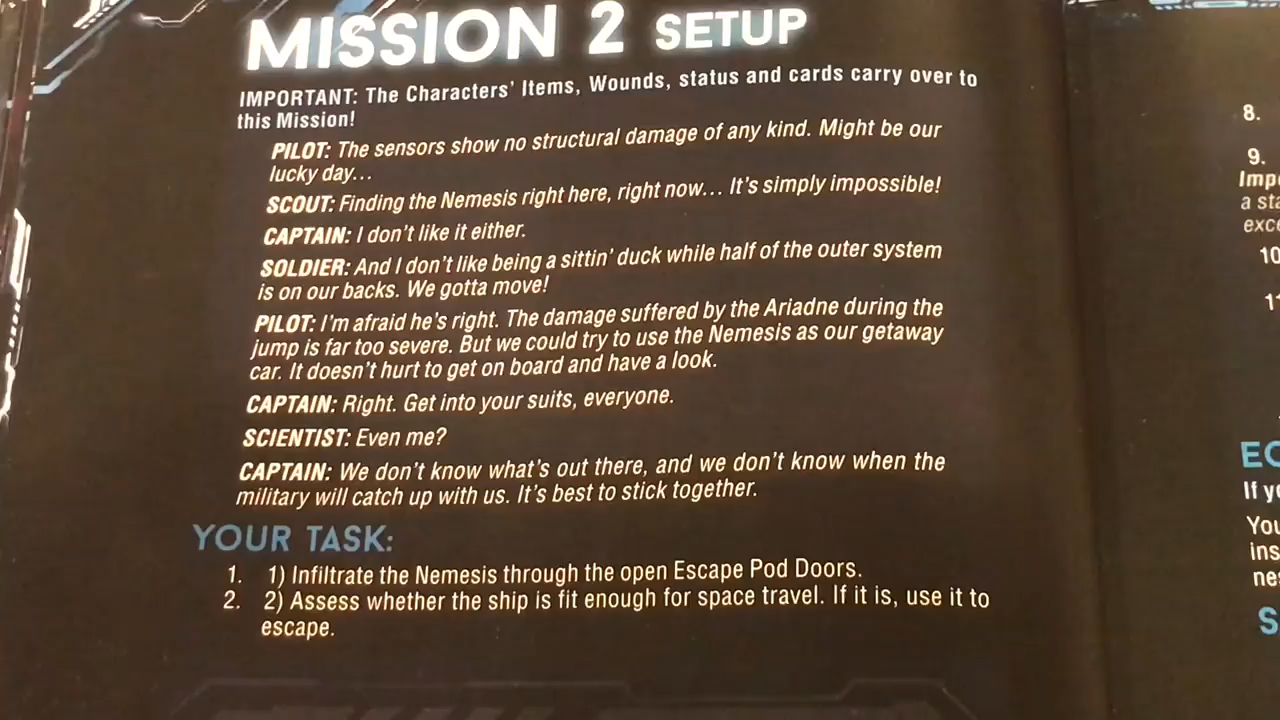 MISSION 2 SETUP
IMPORTANT: The Characters' Items, Wounds, status and cards carry over to
this Mission!
PILOT: The sensors show no structural damage of any kind. Might be our
lucky day...
SCOUT: Finding the Nemesis right here, right now... It's simply impossible!
CAPTAIN: I don't like it either.
SOLDIER: And I don't like being a sittin' duck while half of the outer system
is on our backs. We gotta move!
PILOT: I'm afraid he's right. The damage suffered by the Ariadne during the
jump is far too severe. But we could try to use the Nemesis as our getaway
car. It doesn't hurt to get on board and have a look.
CAPTAIN: Right. Get into your suits, everyone.
SCIENTIST: Even me?
CAPTAIN: We don't know what's out there, and we don't know when the
military will catch up with us. It's best to stick together.
YOUR TASK:
1. 1) Infiltrate the Nemesis through the open Escape Pod Doors.
2. 2) Assess whether the ship is fit enough for space travel. If it is, use it to
escape.
8.
9.
a
10
If